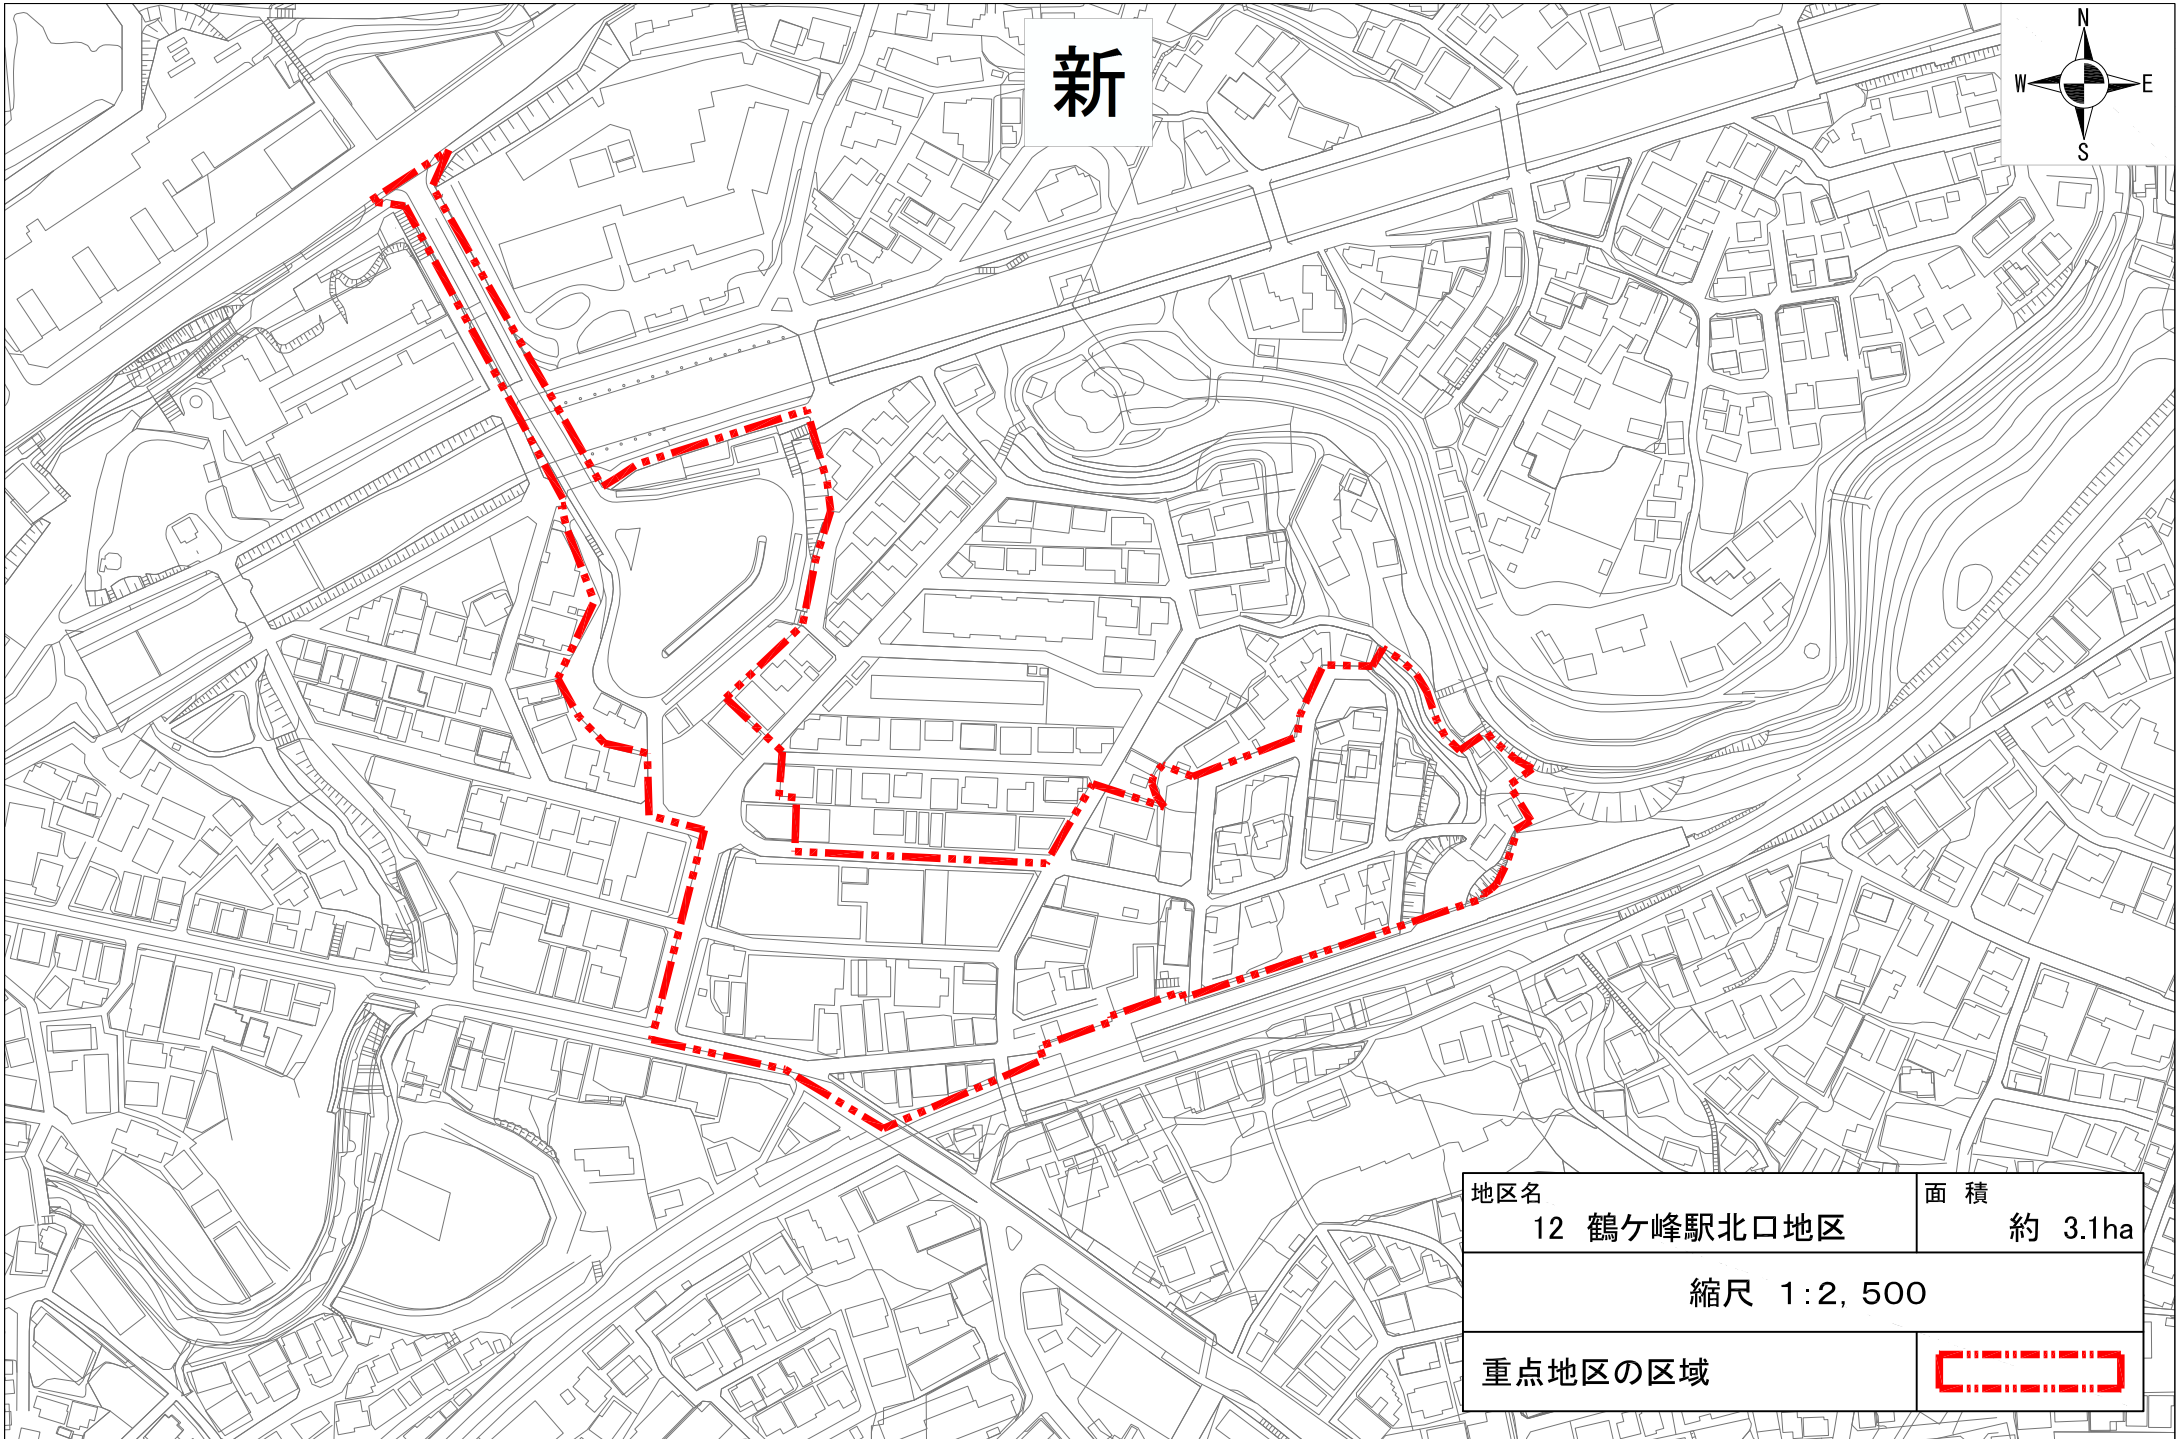 新
N
W E
S
地区名
12 鶴ケ峰駅北口地区
面 積
約 3.1ha
縮尺 1:2,500
重点地区の区域